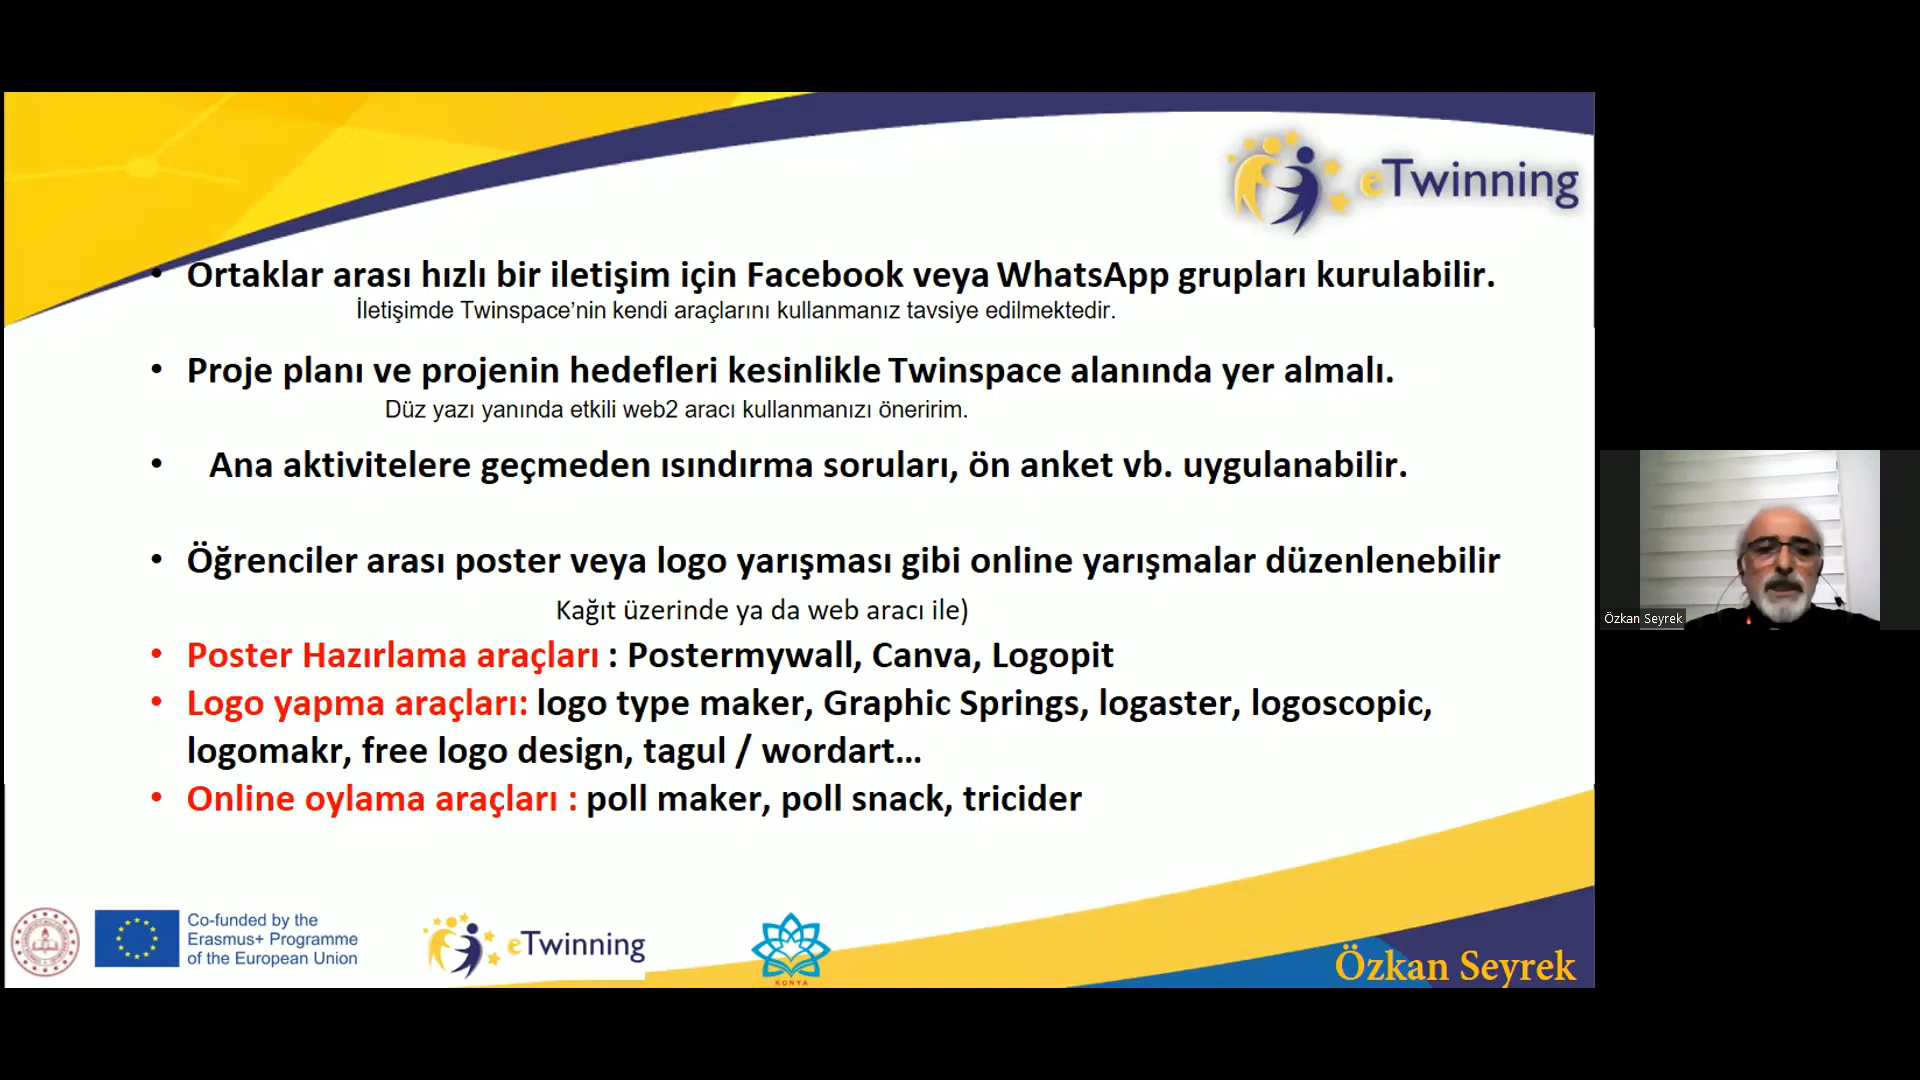 eTwinning
• Ortaklar arası hızlı bir iletişim için Facebook veya WhatsApp grupları kurulabilir.
İletişimde Twinspace’nin kendi araçlarını kullanmanız tavsiye edilmektedir.
• Proje planı ve projenin hedefleri kesinlikle Twinspace alanında yer almalı.
Düz yazı yanında etkili web2 aracı kullanmanızı öneririm.
• Ana aktivitelere geçmeden ısındırma soruları, ön anket vb. uygulanabilir.
• Öğrenciler arası poster veya logo yarışması gibi online yarışmalar düzenlenebilir
Kağıt üzerinde ya da web aracı ile)
• Poster Hazırlama araçları : Postermywall, Canva, Logopit
• Logo yapma araçları: logo type maker, Graphic Springs, logaster, logoscopic,
logomakr, free logo design, tagul / wordart...
• Online oylama araçları : poll maker, poll snack, tricider
Co-funded by the
Erasmus+ Programme
of the European Union
eTwinning
KONYA
Özkan Seyrek
Özkan Seyrek